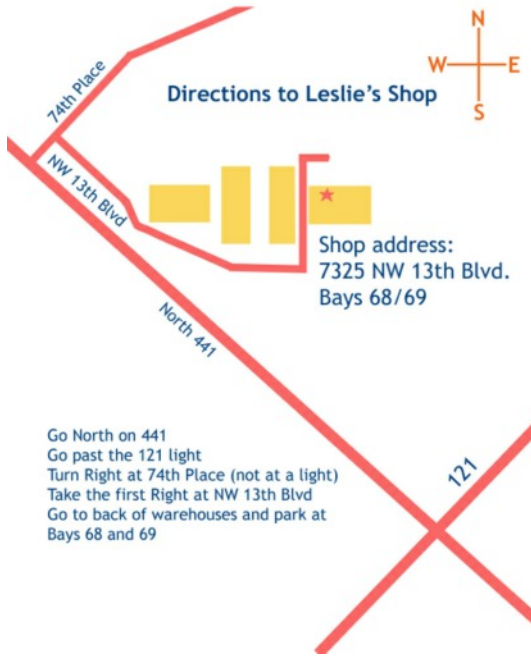 N
W E
S
74th Place
Directions to Leslie's Shop
NW 13th Blvd
Shop address:
7325 NW 13th Blvd.
Bays 68/69
North 441
Go North on 441
Go past the 121 light
Turn Right at 74th Place (not at a light)
Take the first Right at NW 13th Blvd
Go to back of warehouses and park at
Bays 68 and 69
121